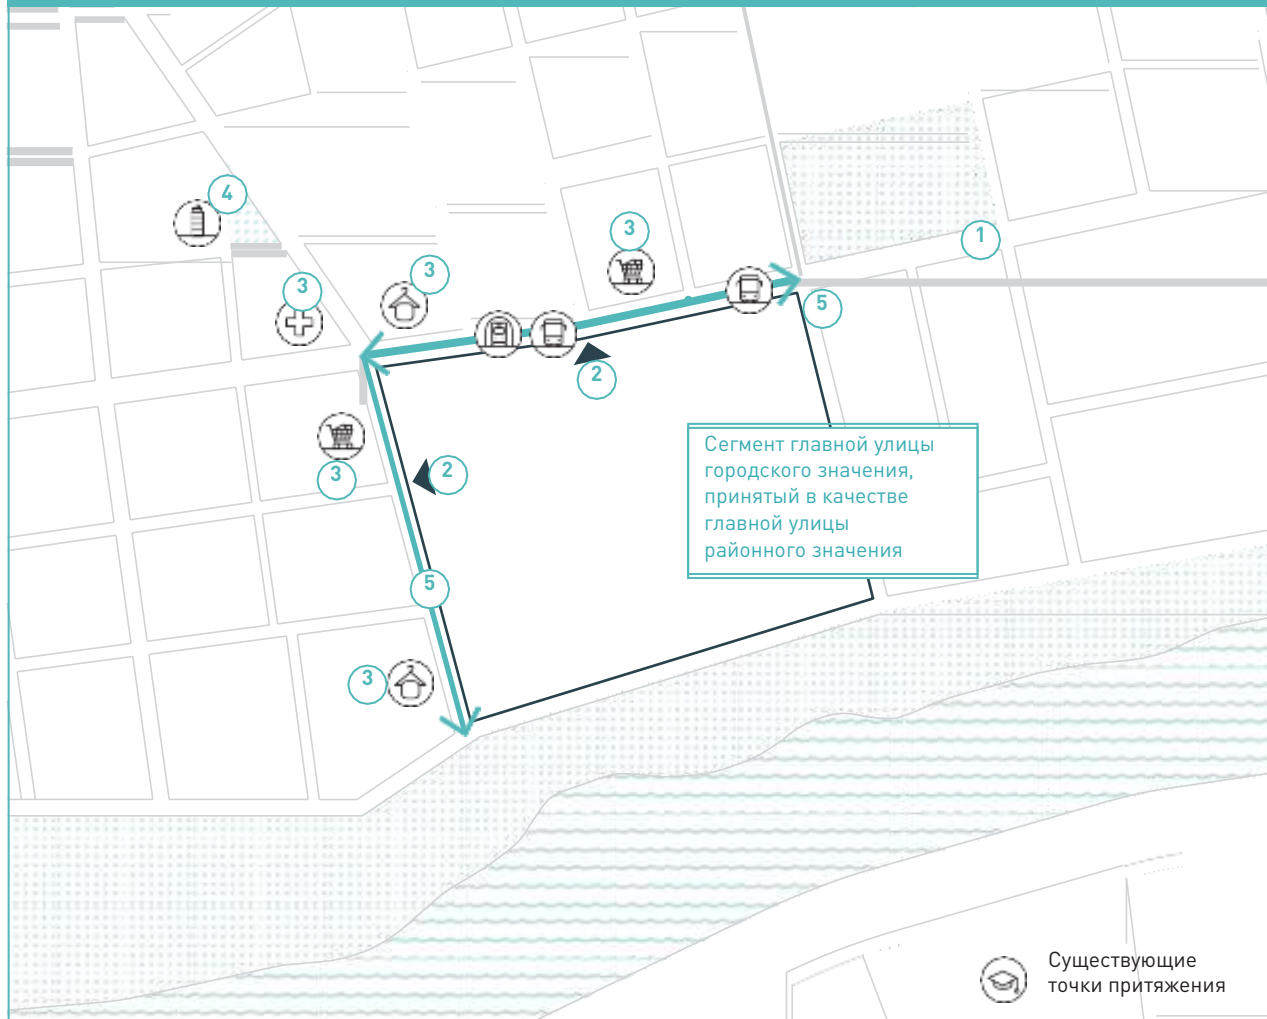 4
3
1
3
3
5
2
Сегмент главной улицы
городского значения,
принятый в качестве
главной улицы
районного значения
2
3
5
3
Существующие
точки притяжения